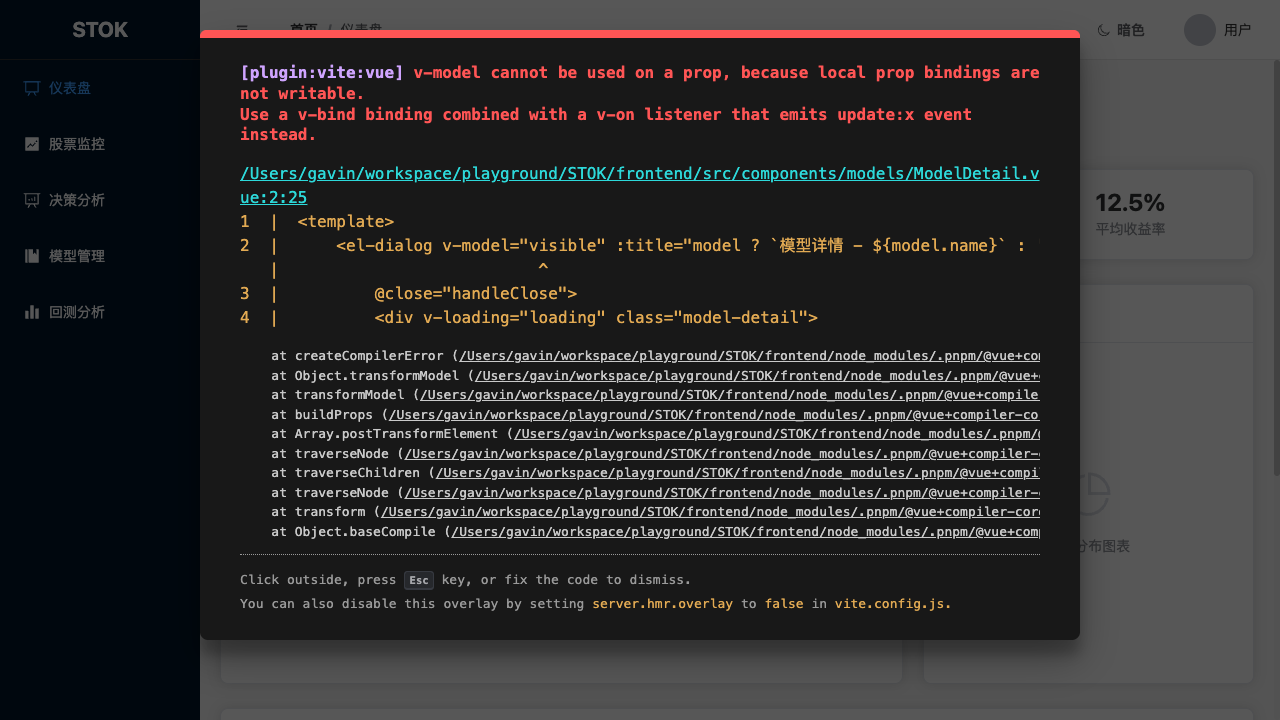 STOK
首页 / 仪表盘
暗色
用户
仪表盘
股票监控
决策分析
模型管理
回测分析
[plugin:vite:vue] v-model cannot be used on a prop, because local prop bindings are
not writable.
Use a v-bind binding combined with a v-on listener that emits update:x event
instead.
/Users/gavin/workspace/playground/STOK/frontend/src/components/models/ModelDetail.v
ue:2:25
1 | <template>
2 | <el-dialog v-model="visible" :title="model ? `模型详情 - ${model.name}` :
| ^
3 | @close="handleClose">
4 | <div v-loading="loading" class="model-detail">
at createCompilerError (/Users/gavin/workspace/playground/STOK/frontend/node_modules/.pnpm/@vue+co
at Object.transformModel (/Users/gavin/workspace/playground/STOK/frontend/node_modules/.pnpm/@vue+
at transformModel (/Users/gavin/workspace/playground/STOK/frontend/node_modules/.pnpm/@vue+compiler
at buildProps (/Users/gavin/workspace/playground/STOK/frontend/node_modules/.pnpm/@vue+compiler-co
at Array.postTransformElement (/Users/gavin/workspace/playground/STOK/frontend/node_modules/.pnpm/
at traverseNode (/Users/gavin/workspace/playground/STOK/frontend/node_modules/.pnpm/@vue+compiler-
at traverseChildren (/Users/gavin/workspace/playground/STOK/frontend/node_modules/.pnpm/@vue+compi
at traverseNode (/Users/gavin/workspace/playground/STOK/frontend/node_modules/.pnpm/@vue+compiler-
at transform (/Users/gavin/workspace/playground/STOK/frontend/node_modules/.pnpm/@vue+compiler-cor
at Object.baseCompile (/Users/gavin/workspace/playground/STOK/frontend/node_modules/.pnpm/@vue+comp
Click outside, press Esc key, or fix the code to dismiss.
You can also disable this overlay by setting server.hmr.overlay to false in vite.config.js.
12.5%
平均收益率
分布图表